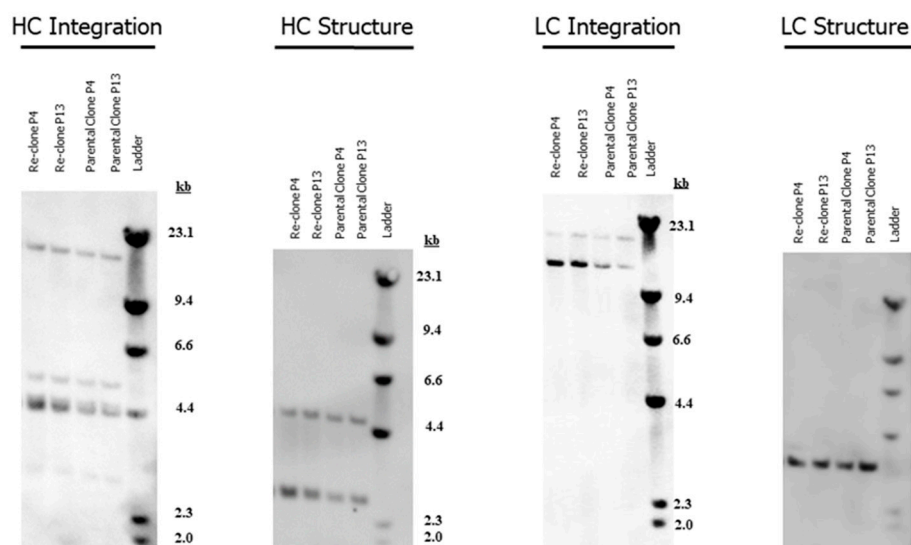 HC Integration
Re-clone P4
Re-clone P13
Parental Clone P4
Parental Clone P13
Ladder
kb
23.1
9.4
6.6
4.4
2.3
2.0
HC Structure
Re-clone P4
Re-clone P13
Parental Clone P4
Parental Clone P13
Ladder
kb
23.1
9.4
6.6
4.4
2.3
2.0
LC Integration
Re-clone P4
Re-clone P13
Parental Clone P4
Parental Clone P13
Ladder
kb
23.1
9.4
6.6
4.4
2.3
2.0
LC Structure
Re-clone P4
Re-clone P13
Parental Clone P4
Parental Clone P13
Ladder